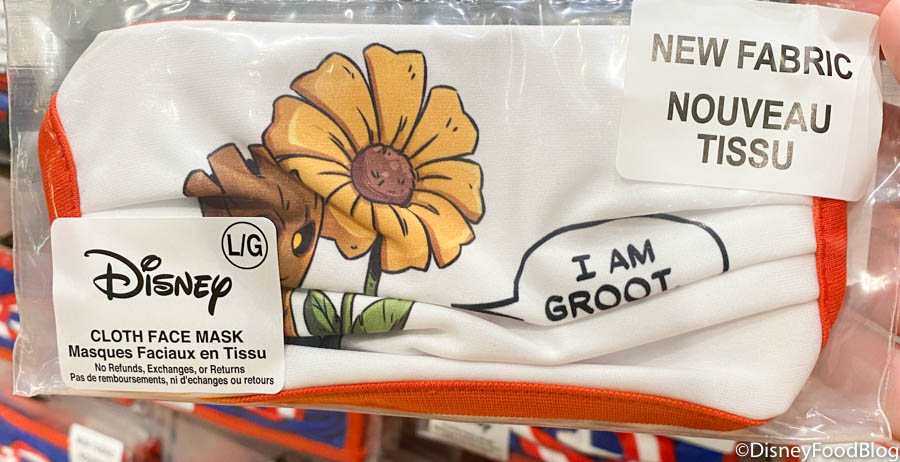 NEW FABRIC
NOUVEAU
TISSU
I AM
GROOT.
L/G
Disney
CLOTH FACE MASK
Masques Faciaux en Tissu
No Refunds, Exchanges, or Returns
Pas de remboursements, ni d'echanges ou retours
©DisneyFoodBlog